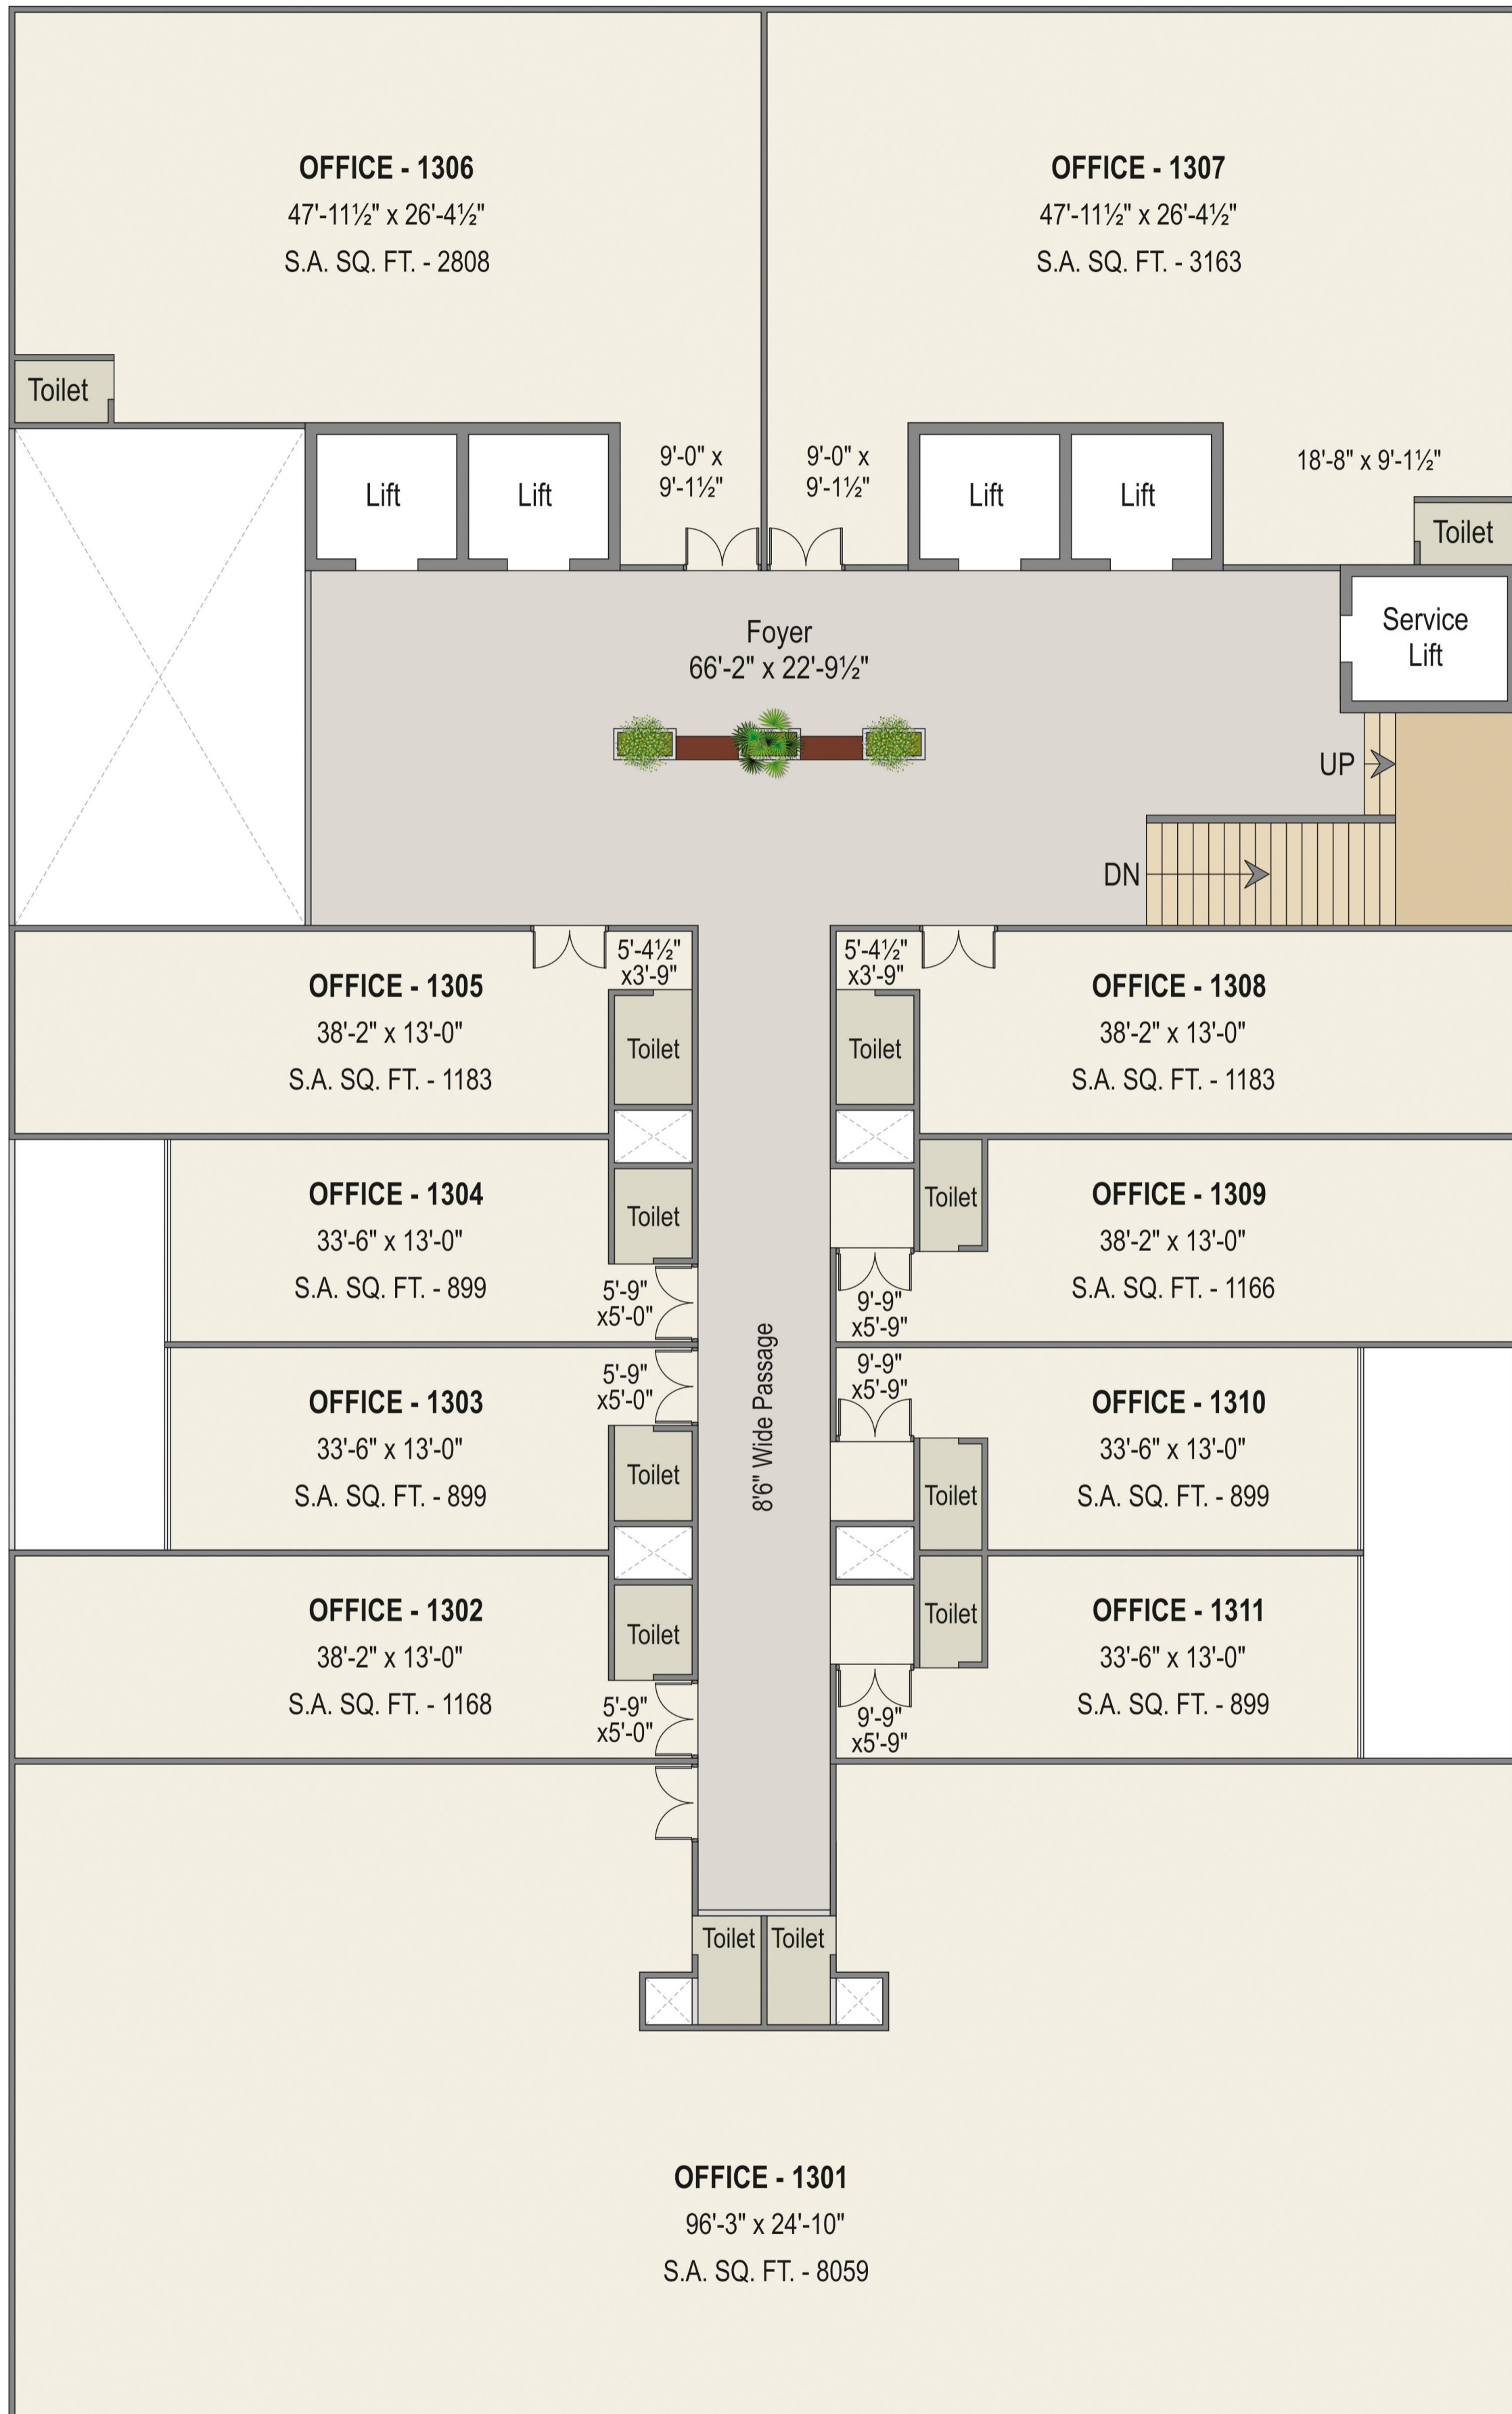 OFFICE - 1306
47'-11½" x 26'-4½"
S.A. SQ. FT. - 2808
OFFICE - 1307
47'-11½" x 26'-4½"
S.A. SQ. FT. - 3163
Toilet
Lift
Lift
9'-0" x
9'-1½"
9'-0" x
9'-1½"
Lift
Lift
18'-8" x 9'-1½"
Toilet
Service
Lift
Foyer
66'-2" x 22'-9½"
UP
DN
OFFICE - 1305
38'-2" x 13'-0"
S.A. SQ. FT. - 1183
5'-4½"
x3'-9"
Toilet
5'-4½"
x3'-9"
Toilet
OFFICE - 1308
38'-2" x 13'-0"
S.A. SQ. FT. - 1183
OFFICE - 1304
33'-6" x 13'-0"
S.A. SQ. FT. - 899
Toilet
5'-9"
x5'-0"
Toilet
9'-9"
x5'-9"
OFFICE - 1309
38'-2" x 13'-0"
S.A. SQ. FT. - 1166
8'6" Wide Passage
OFFICE - 1303
33'-6" x 13'-0"
S.A. SQ. FT. - 899
5'-9"
x5'-0"
Toilet
9'-9"
x5'-9"
Toilet
OFFICE - 1310
33'-6" x 13'-0"
S.A. SQ. FT. - 899
OFFICE - 1302
38'-2" x 13'-0"
S.A. SQ. FT. - 1168
Toilet
5'-9"
x5'-0"
Toilet
9'-9"
x5'-9"
OFFICE - 1311
33'-6" x 13'-0"
S.A. SQ. FT. - 899
Toilet
Toilet
OFFICE - 1301
96'-3" x 24'-10"
S.A. SQ. FT. - 8059